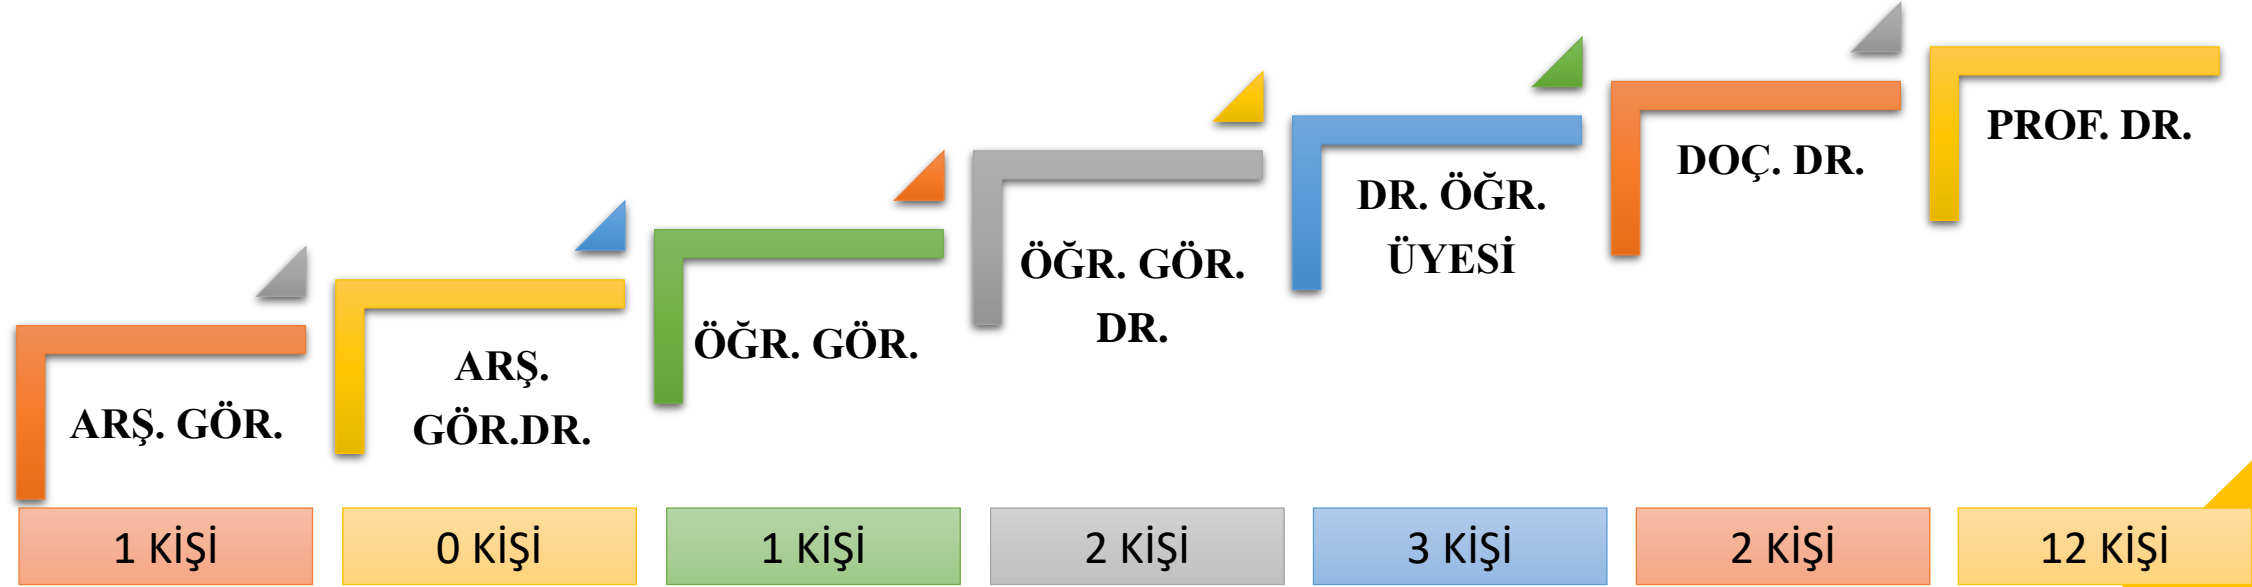 ARŞ. GÖR.
ARŞ.
GÖR.DR.
ÖĞR. GÖR.
ÖĞR. GÖR.
DR.
DR. ÖĞR.
ÜYESİ
DOÇ. DR.
PROF. DR.
1 KİŞİ
0 KİŞİ
1 KİŞİ
2 KİŞİ
3 KİŞİ
2 KİŞİ
12 KİŞİ